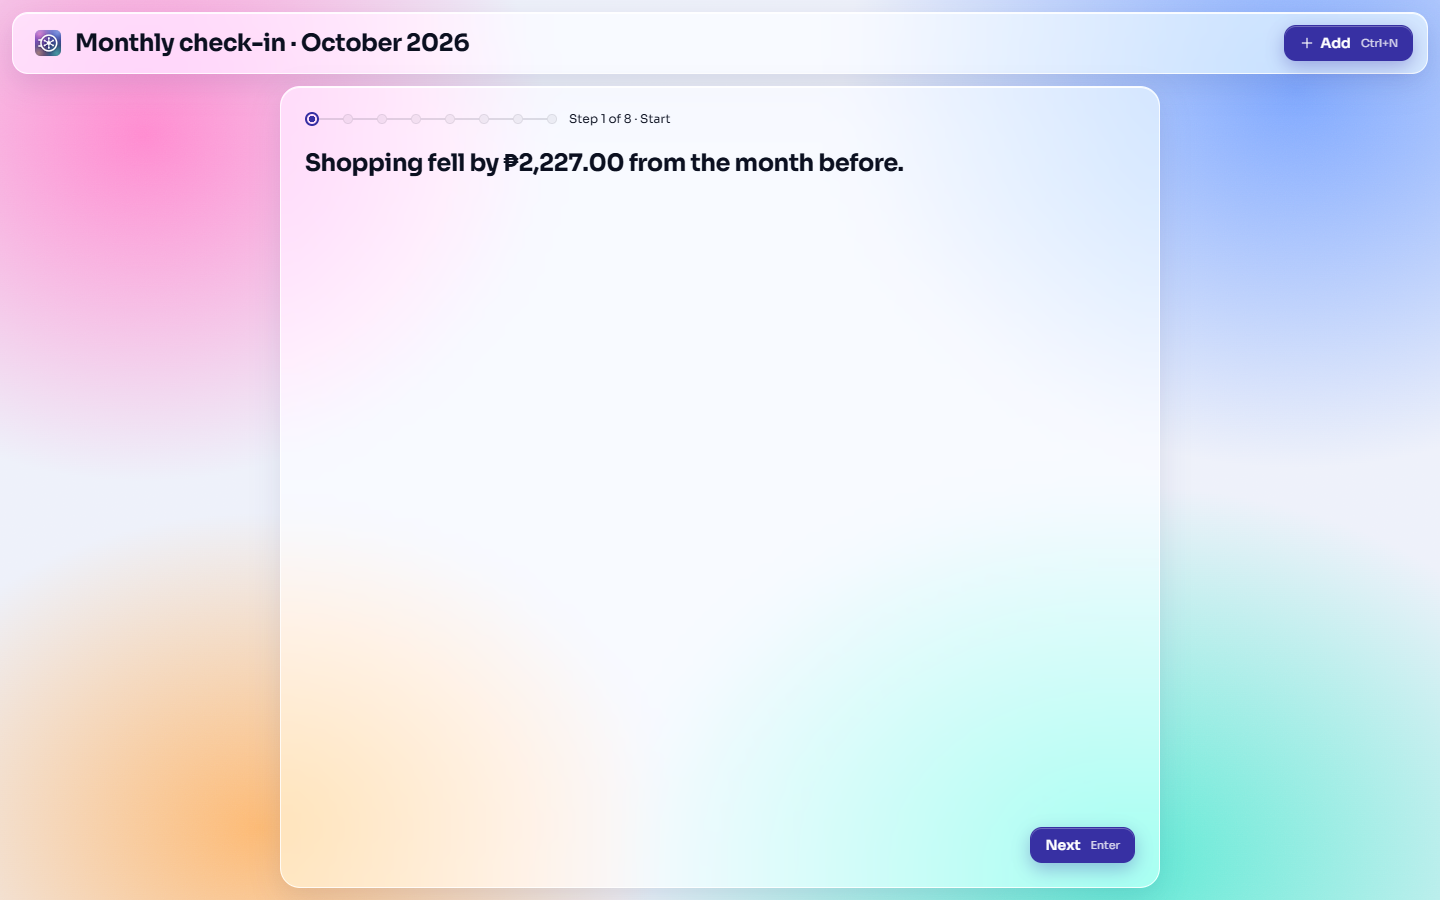 Monthly check-in · October 2026
Add Ctrl+N
Step 1 of 8 · Start
Shopping fell by ₱2,227.00 from the month before.
Next Enter